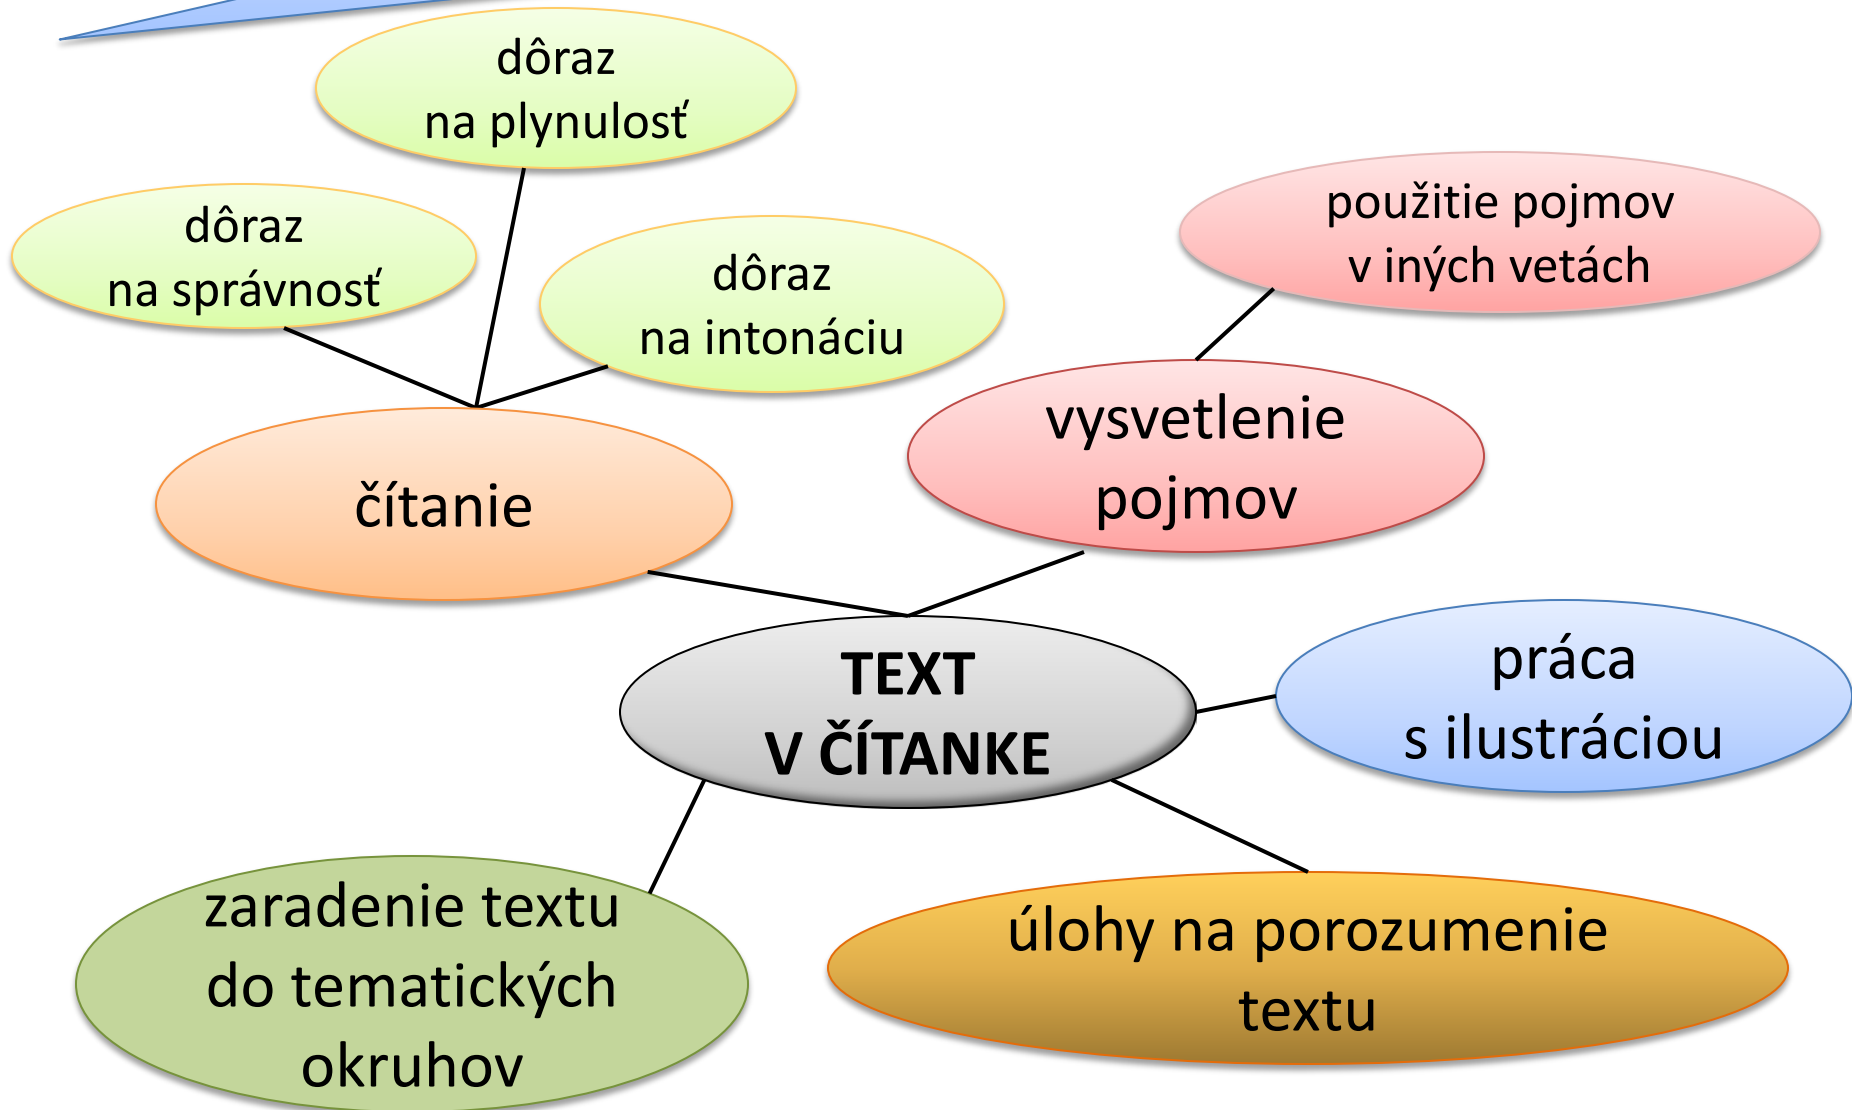 dôraz
na plynulosť
dôraz
na správnosť
dôraz
na intonáciu
použitie pojmov
v iných vetách
vysvetlenie
pojmov
čítanie
TEXT
V ČÍTANKE
práca
s ilustráciou
zaradenie textu
do tematických
okruhov
úlohy na porozumenie
textu